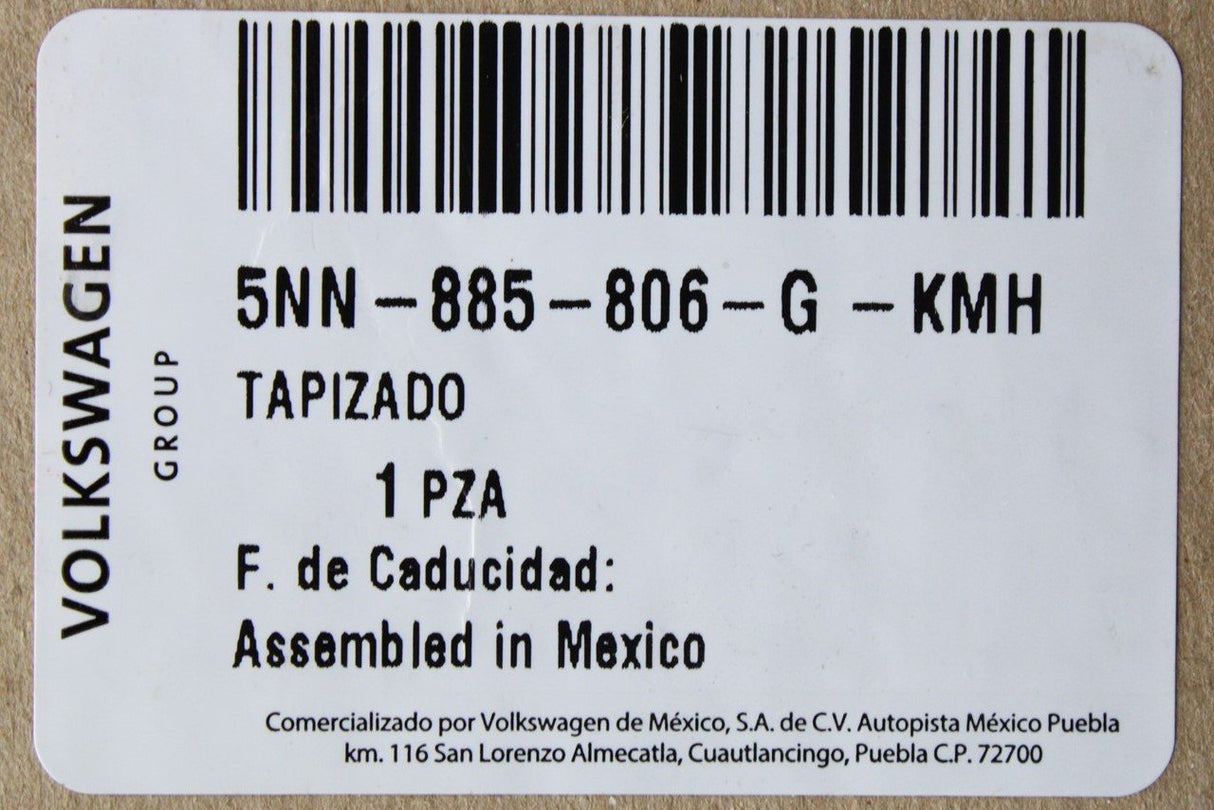 VOLKSWAGEN
GROUP
5NN-885-806-G -KMH
TAPIZADO
1 PZA
F. de Caducidad:
Assembled in Mexico
Comercializado por Volkswagen de México, S.A. de C.V. Autopista México Puebla
km. 116 San Lorenzo Almecatla, Cuautlancingo, Puebla C.P. 72700